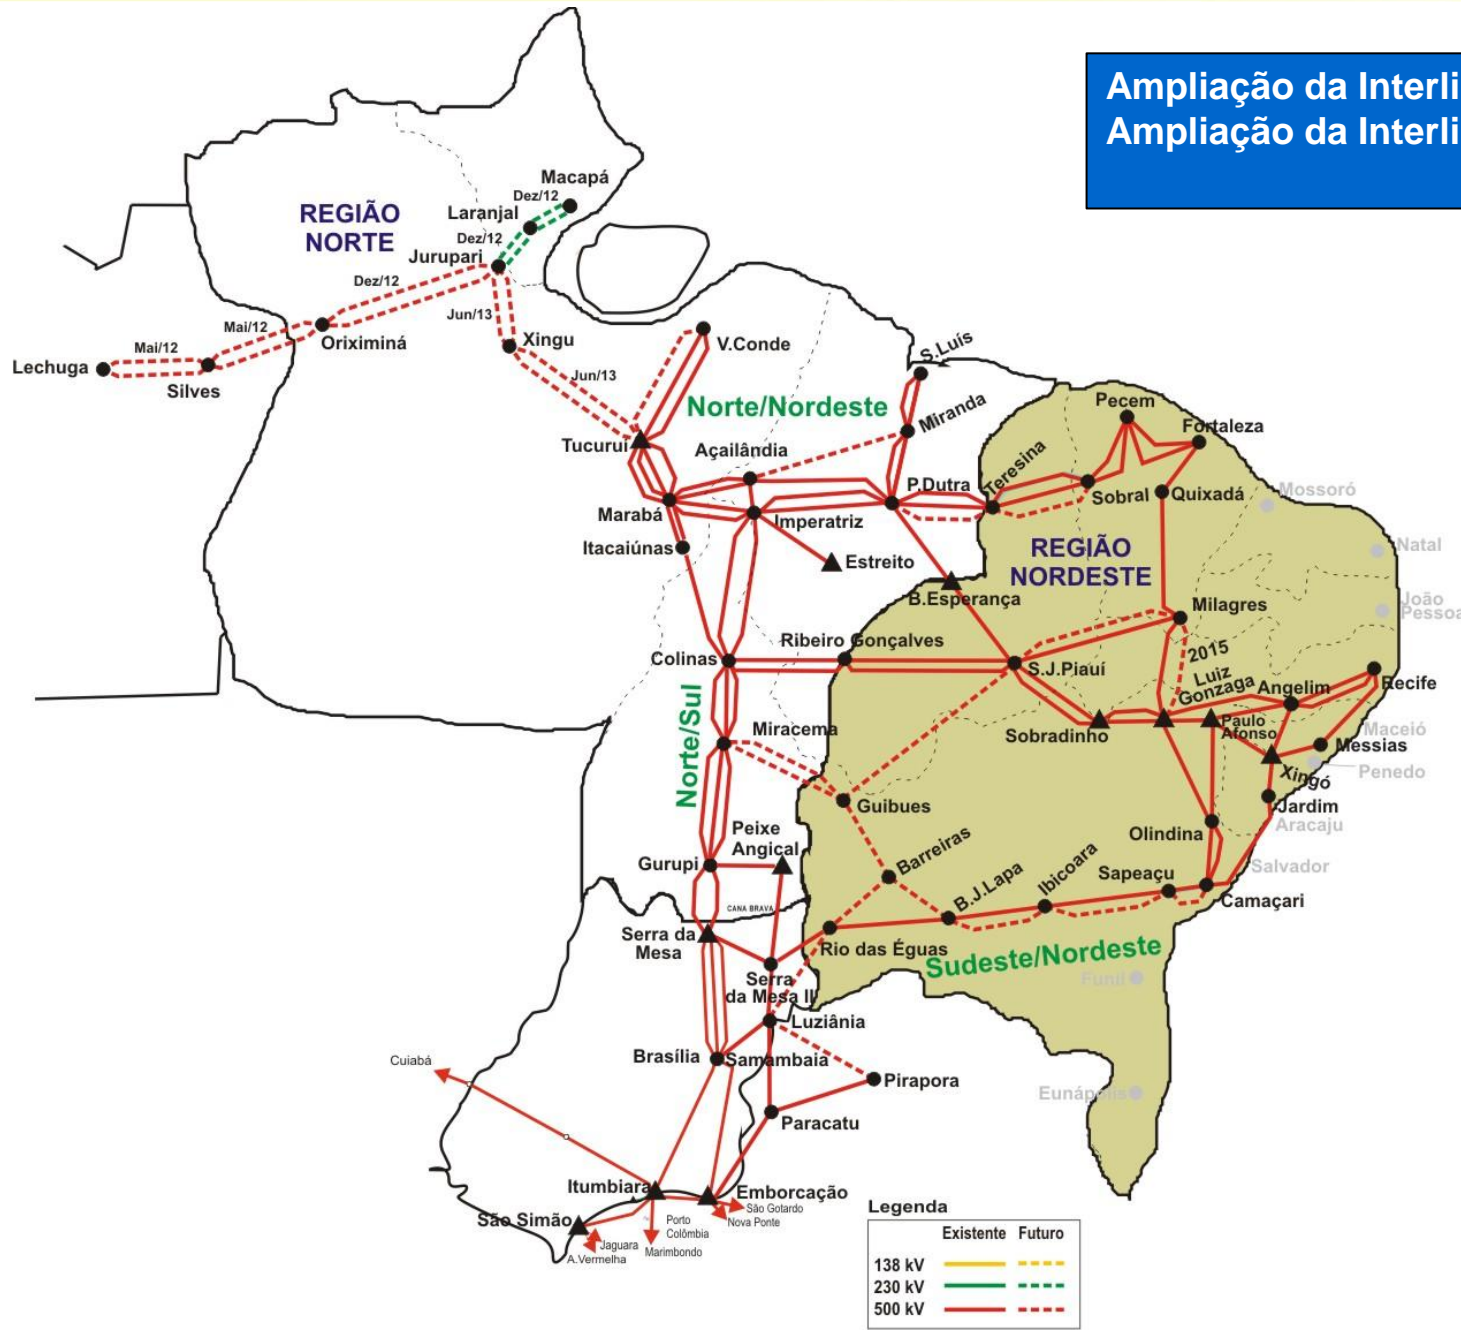 Ampliação da Interli
Ampliação da Interli
Macapá
Dez/12
Laranjal
REGIÃO
NORTE
Dez/12
Jurupari
Dez/12
Mai/12
Jun/13
Xingu
V.Conde
Oriximiná
Mai/12
Lechuga
Silves
Jun/13
S.Luís
Norte/Nordeste
Miranda
Pecem
Fortaleza
Tucuruí
Açailândia
P.Dutra
Teresina
Sobral
Quixadá
Mossoró
Marabá
Imperatriz
Itacaiúnas
Estreito
REGIÃO
NORDESTE
Natal
B.Esperança
Milagres
João
Pessoa
Ribeiro Gonçalves
Colinas
S.J.Piauí
2015
Luiz
Gonzaga
Angelim
Recife
Norte/Sul
Miracema
Sobradinho
Paulo
Afonso
Maceió
Messias
Xingó
Penedo
Guibues
Jardim
Aracaju
Peixe
Angical
Olindina
Gurupi
Barreiras
B.J.Lapa
Ibicoara
Sapeaçu
Salvador
Camaçari
CANA BRAVA
Serra da
Mesa
Rio das Éguas
Sudeste/Nordeste
Serra
da Mesa II
Funil
Luziânia
Brasília
Samambaia
Cuiabá
Pirapora
Eunápolis
Paracatu
Itumbiara
Emborcação
São Gotardo
Nova Ponte
São Simão
Porto
Colômbia
Jaguara
A.Vermelha
Marimbondo
Legenda
Existente Futuro
138 kV
230 kV
500 kV